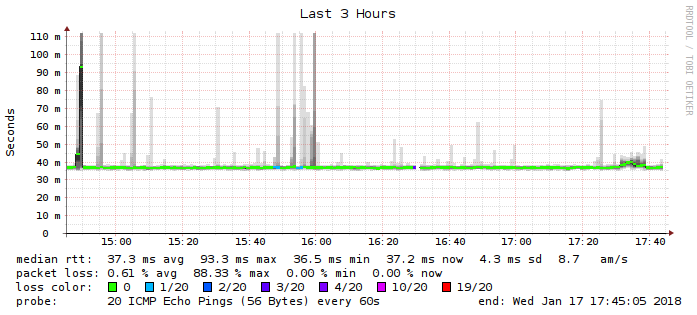 Last 3 Hours
RRDTOOL / TOBI OETIKER
Seconds
110 m
100 m
90 m
80 m
70 m
60 m
50 m
40 m
30 m
20 m
10 m
0
15:00 15:20 15:40 16:00 16:20 16:40 17:00 17:20 17:40
median rtt: 37.3 ms avg 93.3 ms max 36.5 ms min 37.2 ms now 4.3 ms sd 8.7 am/s
packet loss: 0.61 % avg 88.33 % max 0.00 % min 0.00 % now
loss color: 0 1/20 2/20 3/20 4/20 10/20 19/20
probe: 20 ICMP Echo Pings (56 Bytes) every 60s end: Wed Jan 17 17:45:05 2018